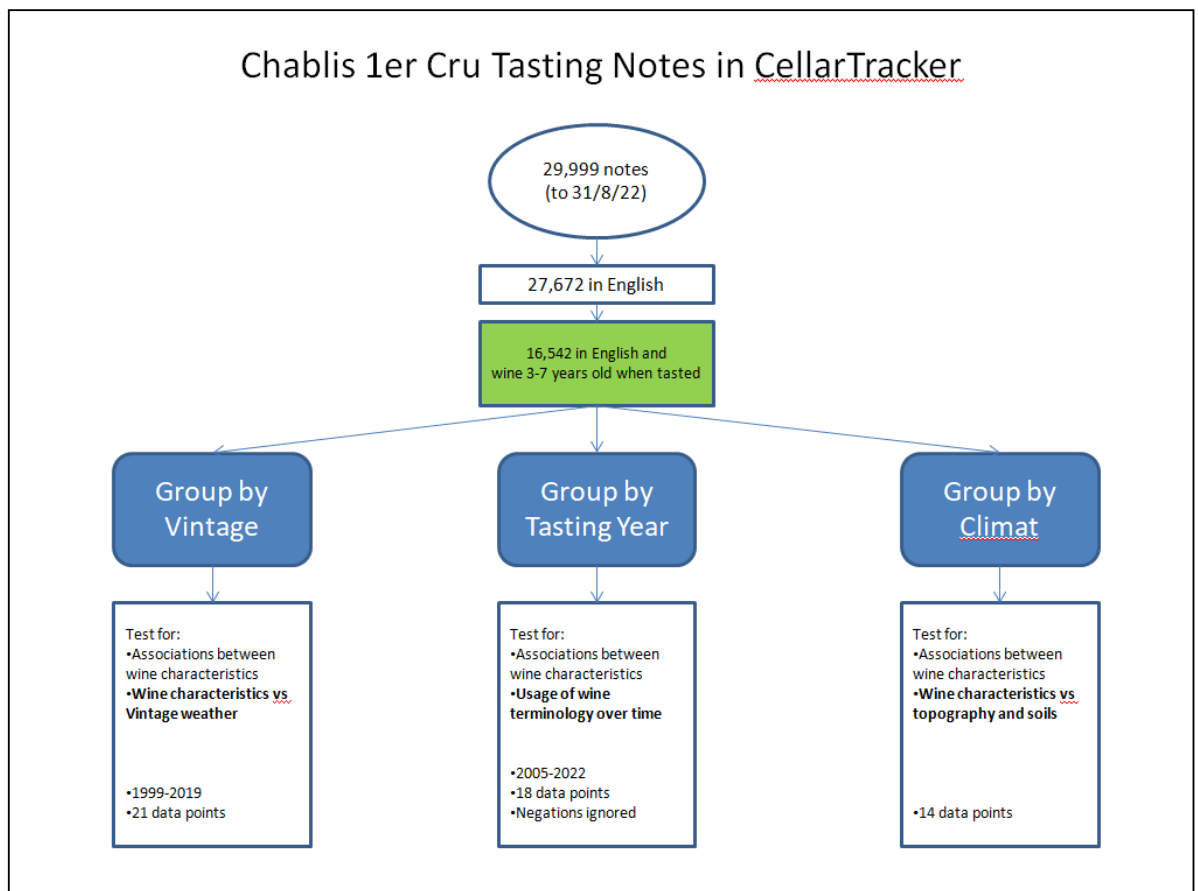 Chablis 1er Cru Tasting Notes in CellarTracker
29,999 notes
(to 31/8/22)
27,672 in English
16,542 in English and
wine 3-7 years old when tasted
Group by
Vintage
Group by
Tasting Year
Group by
Climat
Test for:
•Associations between
wine characteristics
•Wine characteristics vs
Vintage weather
•1999-2019
•21 data points
Test for:
•Associations between
wine characteristics
•Usage of wine
terminology over time
•2005-2022
•18 data points
•Negations ignored
Test for:
•Associations between
wine characteristics
•Wine characteristics vs
topography and soils
•14 data points